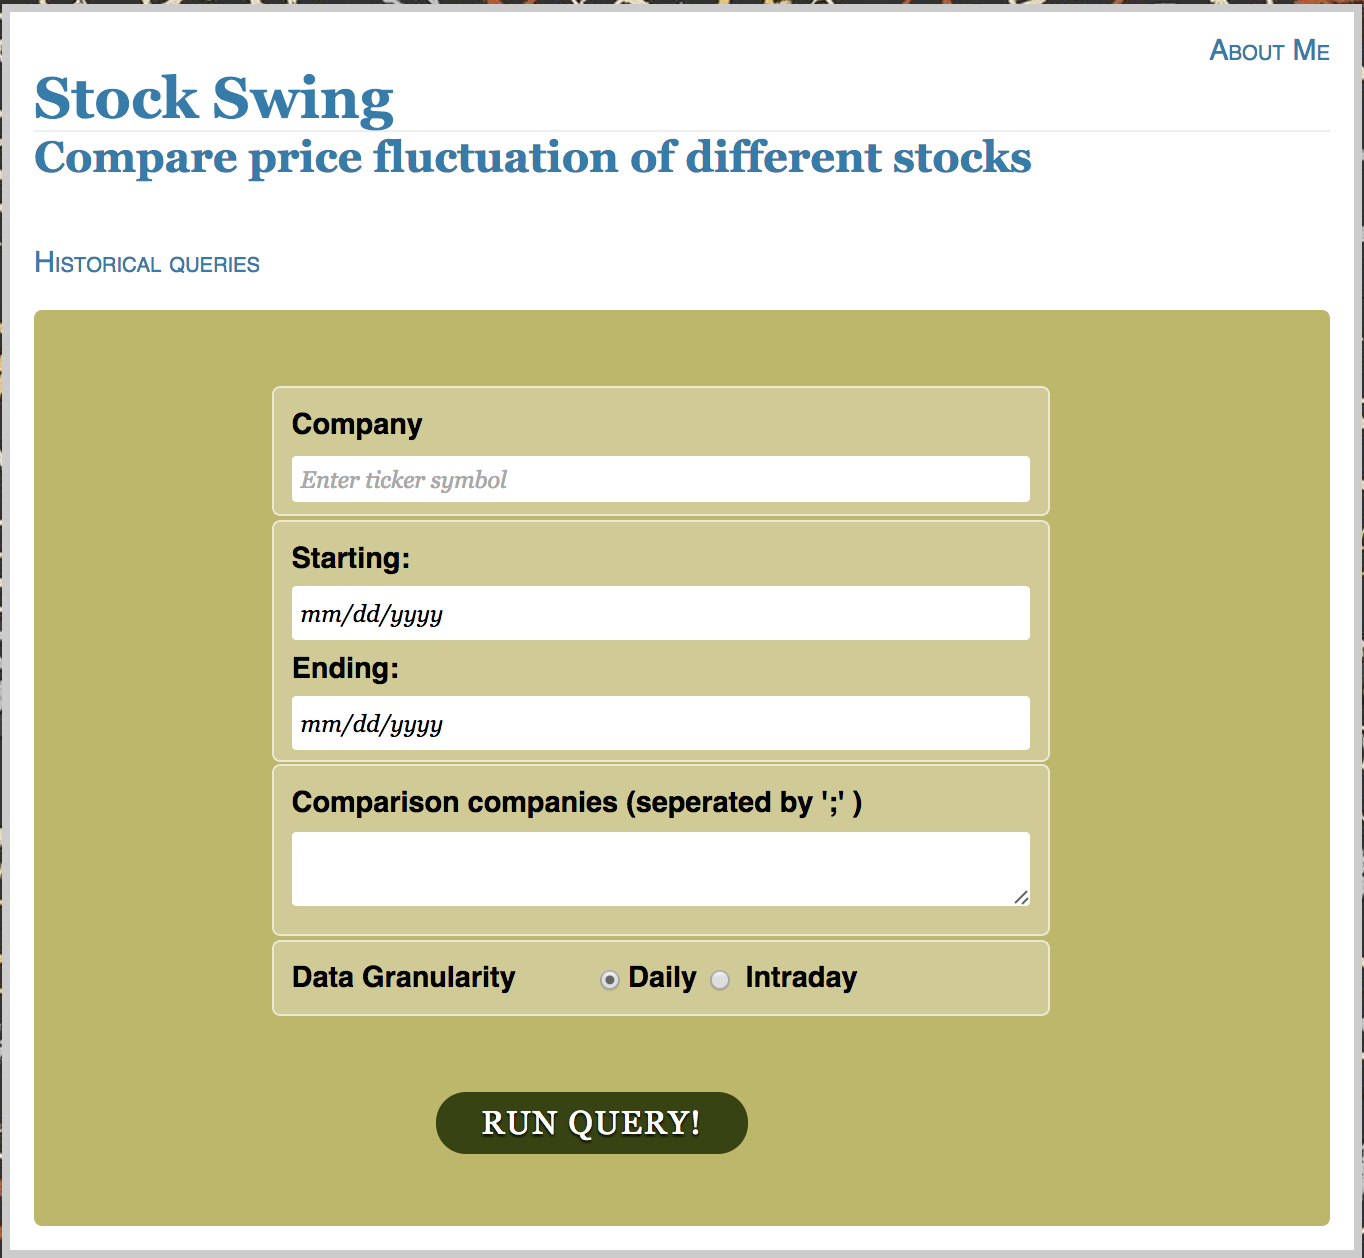 About Me
Stock Swing
Compare price fluctuation of different stocks
Historical queries
Company
Enter ticker symbol
Starting:
mm/dd/yyyy
Ending:
mm/dd/yyyy
Comparison companies (seperated by ';' )
Data Granularity Daily Intraday
RUN QUERY!